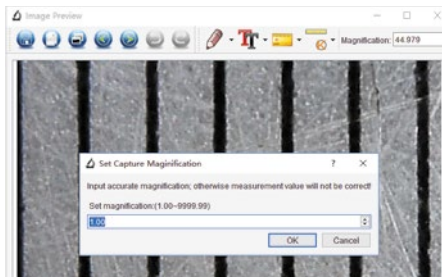 Image Preview
Magnification: 44.979
Set Capture Maginification
Input accurate magnification; otherwise measurement value will not be correct!
Set magnification:(1.00~9999.99)
1.00
OK
Cancel